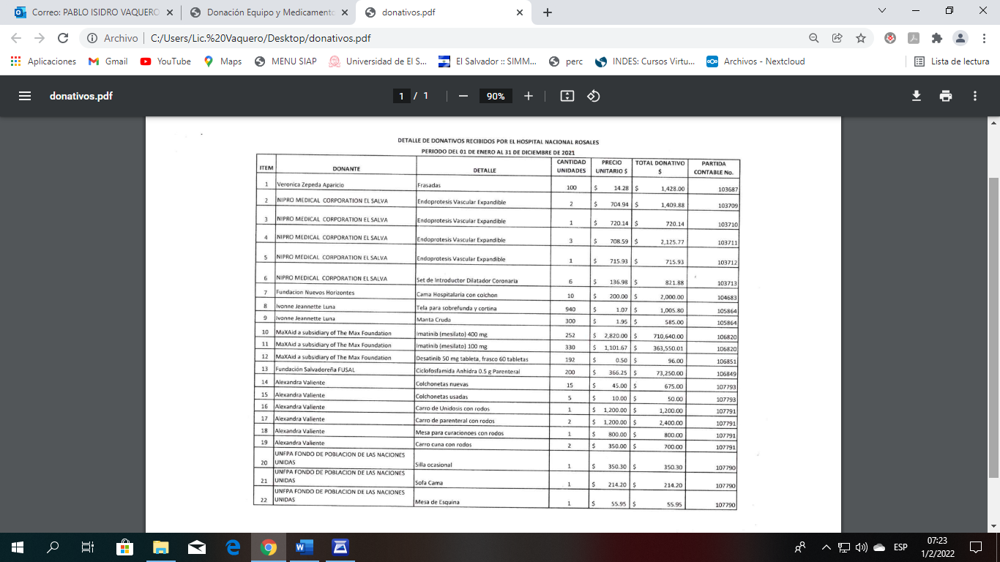 Correo: PABLO ISIDRO VAQUERO
Donación Equipo y Medicamento
donativos.pdf
Archivo C:/Users/Lic.%20Vaquero/Desktop/donativos.pdf
Aplicaciones Gmail YouTube Maps MENU SIAP Universidad de El S... El Salvador :: SIMM... perc INDES: Cursos Virtu... Archivos - Nextcloud Lista de lectura
donativos.pdf 1 / 1 90%
DETALLE DE DONATIVOS RECIBIDOS POR EL HOSPITAL NACIONAL ROSALES
PERIODO DEL 01 DE ENERO AL 31 DE DICIEMBRE DE 2021
ITEM DONANTE DETALLE CANTIDAD UNIDADES PRECIO UNITARIO $ TOTAL DONATIVO $ PARTIDA CONTABLE No.
1 Veronica Zepeda Aparicio Frasadas 100 $ 14.28 $ 1,428.00 103687
2 NIPRO MEDICAL CORPORATION EL SALVA Endoprotesis Vascular Expandible 2 $ 704.94 $ 1,409.88 103709
3 NIPRO MEDICAL CORPORATION EL SALVA Endoprotesis Vascular Expandible 1 $ 720.14 $ 720.14 103710
4 NIPRO MEDICAL CORPORATION EL SALVA Endoprotesis Vascular Expandible 3 $ 708.59 $ 2,125.77 103711
5 NIPRO MEDICAL CORPORATION EL SALVA Endoprotesis Vascular Expandible 1 $ 715.93 $ 715.93 103712
6 NIPRO MEDICAL CORPORATION EL SALVA Set de Introductor Dilatador Coronaria 6 $ 136.98 $ 821.88 103713
7 Fundacion Nuevos Horizontes Cama Hospitalaria con colchon 10 $ 200.00 $ 2,000.00 104683
8 Ivonne Jeannette Luna Tela para sobrefunda y cortina 940 $ 1.07 $ 1,005.80 105864
9 Ivonne Jeannette Luna Manta Cruda 300 $ 1.95 $ 585.00 105864
10 MaXAid a subsidiary of The Max Foundation Imatinib (mesilato) 400 mg 252 $ 2,820.00 $ 710,640.00 106820
11 MaXAid a subsidiary of The Max Foundation Imatinib (mesilato) 100 mg 330 $ 1,101.67 $ 363,550.01 106820
12 MaXAid a subsidiary of The Max Foundation Desatinib 50 mg tableta, frasco 60 tabletas 192 $ 0.50 $ 96.00 106851
13 Fundación Salvadoreña FUSAL Ciclofosfamida Anhidra 0.5 g Parenteral 200 $ 366.25 $ 73,250.00 106849
14 Alexandra Valiente Colchonetas nuevas 15 $ 45.00 $ 675.00 107793
15 Alexandra Valiente Colchonetas usadas 5 $ 10.00 $ 50.00 107793
16 Alexandra Valiente Carro de Unidosis con rodos 1 $ 1,200.00 $ 1,200.00 107791
17 Alexandra Valiente Carro de parenteral con rodos 2 $ 1,200.00 $ 2,400.00 107791
18 Alexandra Valiente Mesa para curacionoes con rodos 1 $ 800.00 $ 800.00 107791
19 Alexandra Valiente Carro cuna con rodos 2 $ 350.00 $ 700.00 107791
20 UNFPA FONDO DE POBLACION DE LAS NACIONES UNIDAS Silla ocasional 1 $ 350.30 $ 350.30 107790
21 UNFPA FONDO DE POBLACION DE LAS NACIONES UNIDAS Sofa Cama 1 $ 214.20 $ 214.20 107790
22 UNFPA FONDO DE POBLACION DE LAS NACIONES UNIDAS Mesa de Esquina 1 $ 55.95 $ 55.95 107790
ESP 07:23
1/2/2022